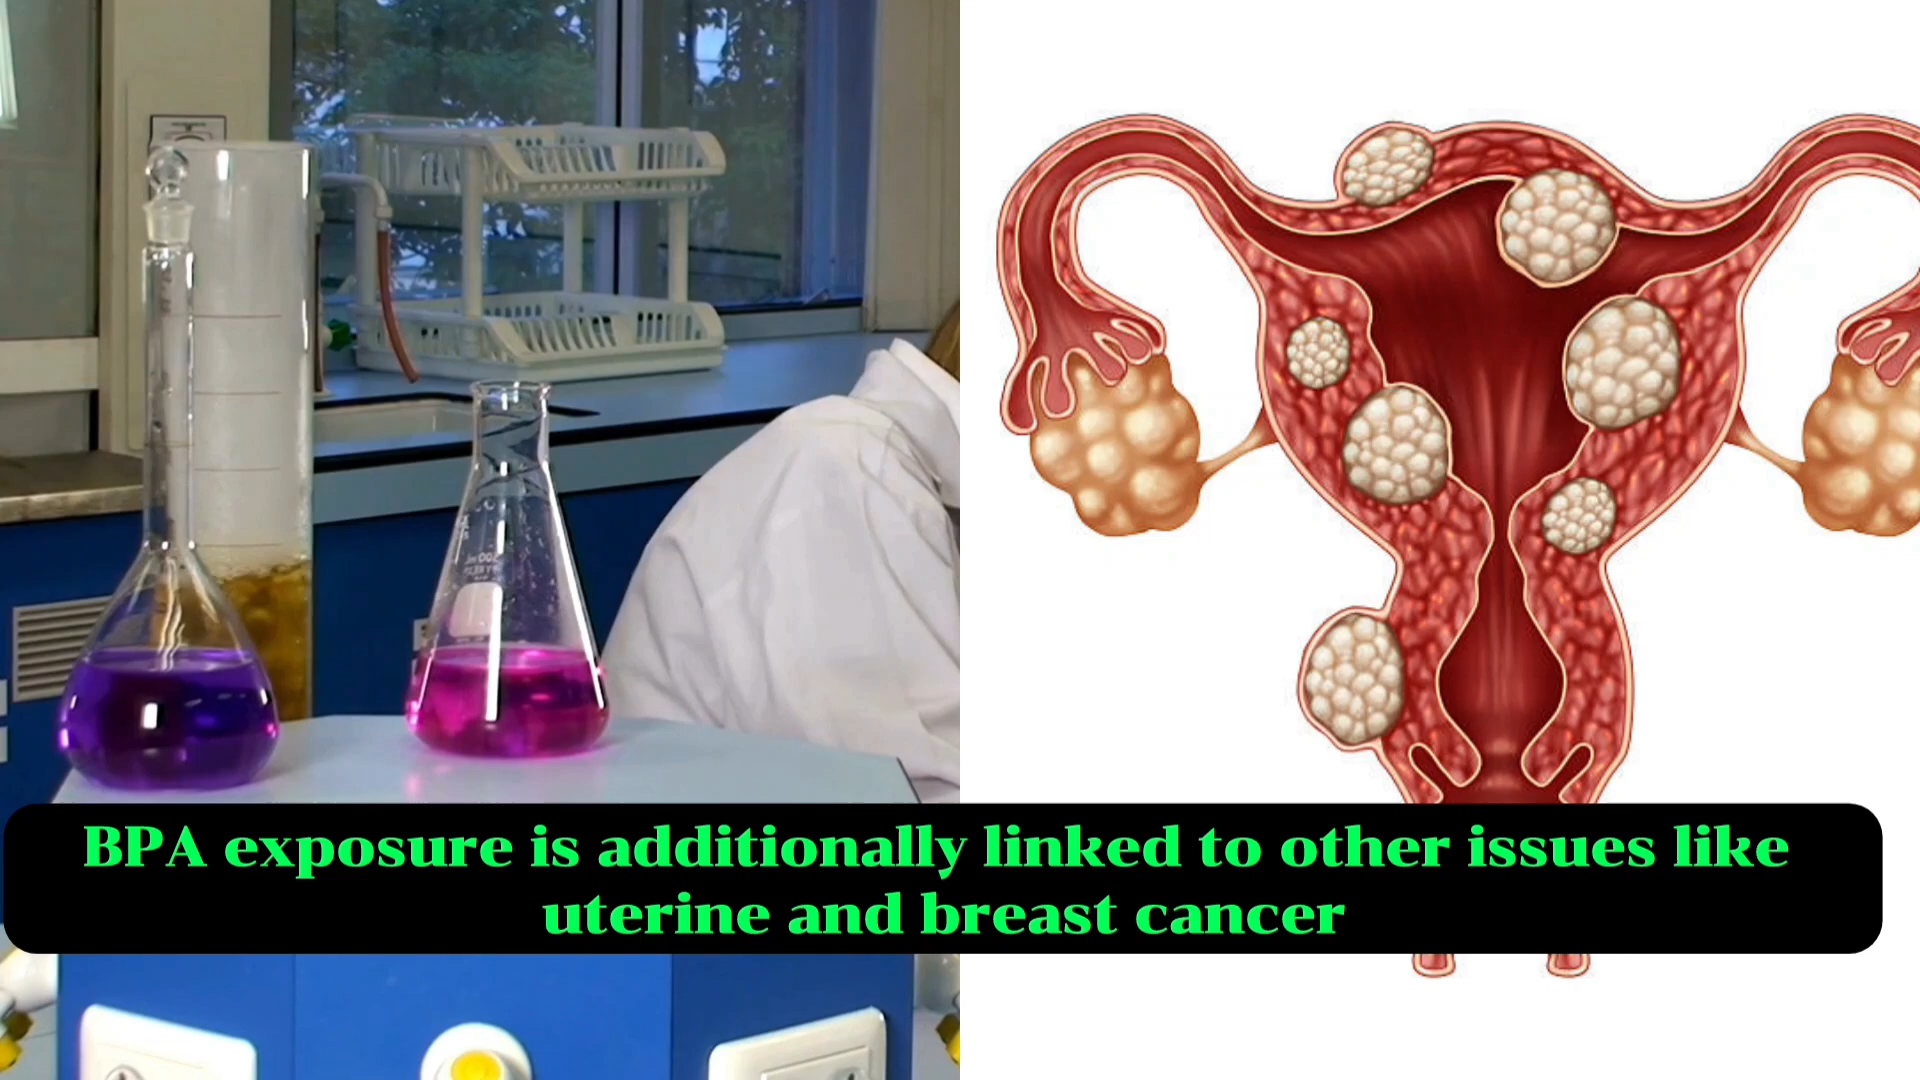 BPA exposure is additionally linked to other issues like
uterine and breast cancer